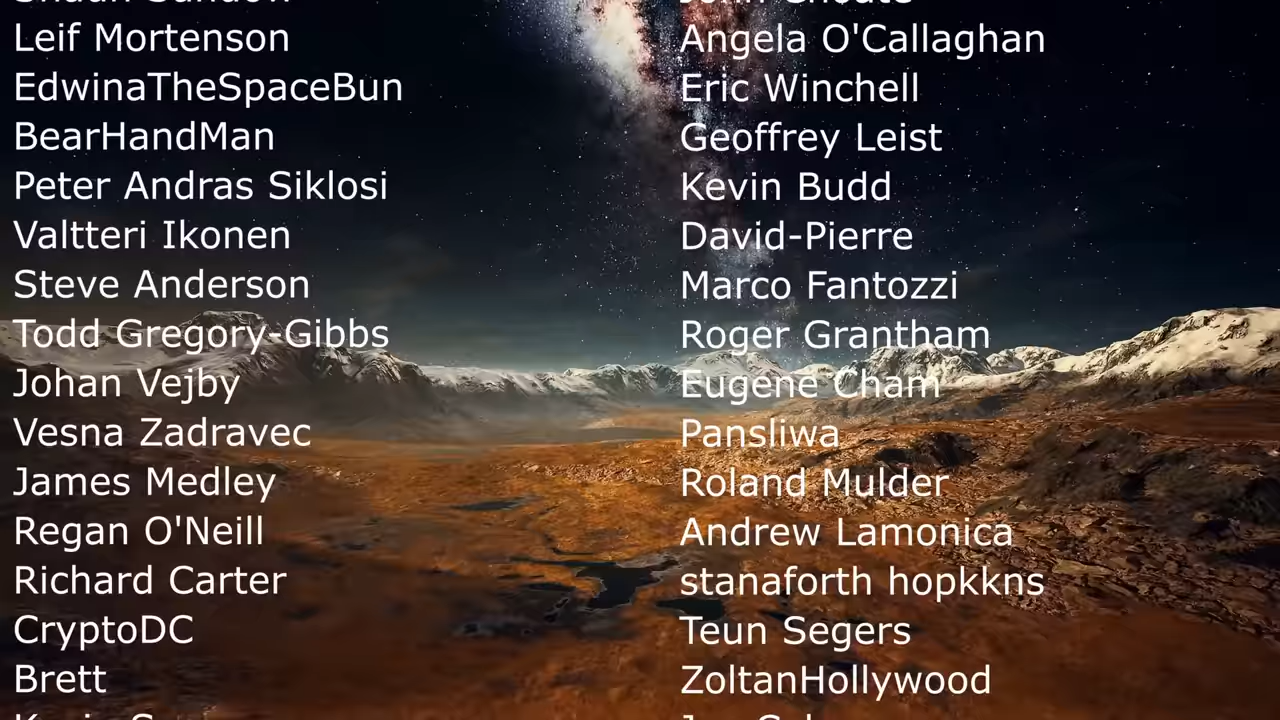 Leif Mortenson
EdwinaTheSpaceBun
BearHandMan
Peter Andras Siklosi
Valtteri Ikonen
Steve Anderson
Todd Gregory-Gibbs
Johan Vejby
Vesna Zadravec
James Medley
Regan O'Neill
Richard Carter
CryptoDC
Brett
Angela O'Callaghan
Eric Winchell
Geoffrey Leist
Kevin Budd
David-Pierre
Marco Fantozzi
Roger Grantham
Eugene Cham
Pansliwa
Roland Mulder
Andrew Lamonica
stanaforth hopkkns
Teun Segers
ZoltanHollywood